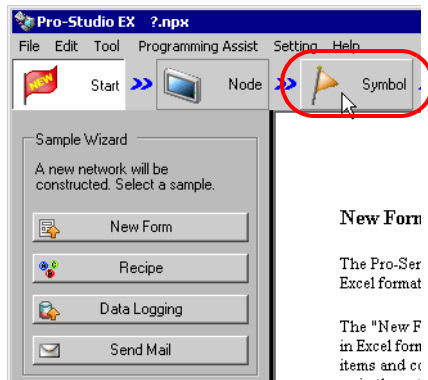 Pro-Studio EX ?.npx
File Edit Tool Programming Assist Setting Help
NEW Start Node Symbol
Sample Wizard
A new network will be
constructed. Select a sample.
New Form
Recipe
Data Logging
Send Mail
New Form
The Pro-Ser
Excel format
The "New F
in Excel form
items and co